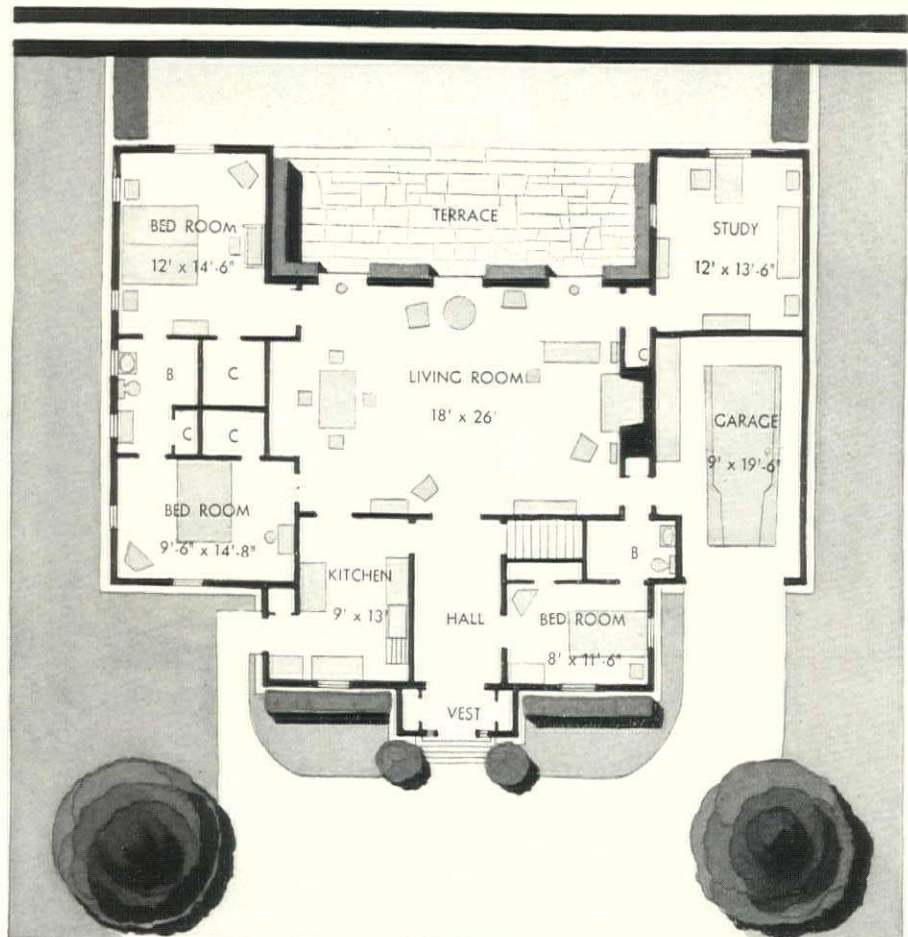 TERRACE
BED ROOM
12' x 14'-6"
STUDY
12' x 13'-6"
B
C
C
C
LIVING ROOM
18' x 26'
C
GARAGE
9' x 19'-6"
BED ROOM
9'-6" x 14'-8"
KITCHEN
9' x 13'
HALL
B
BED ROOM
8' x 11'-6"
VEST